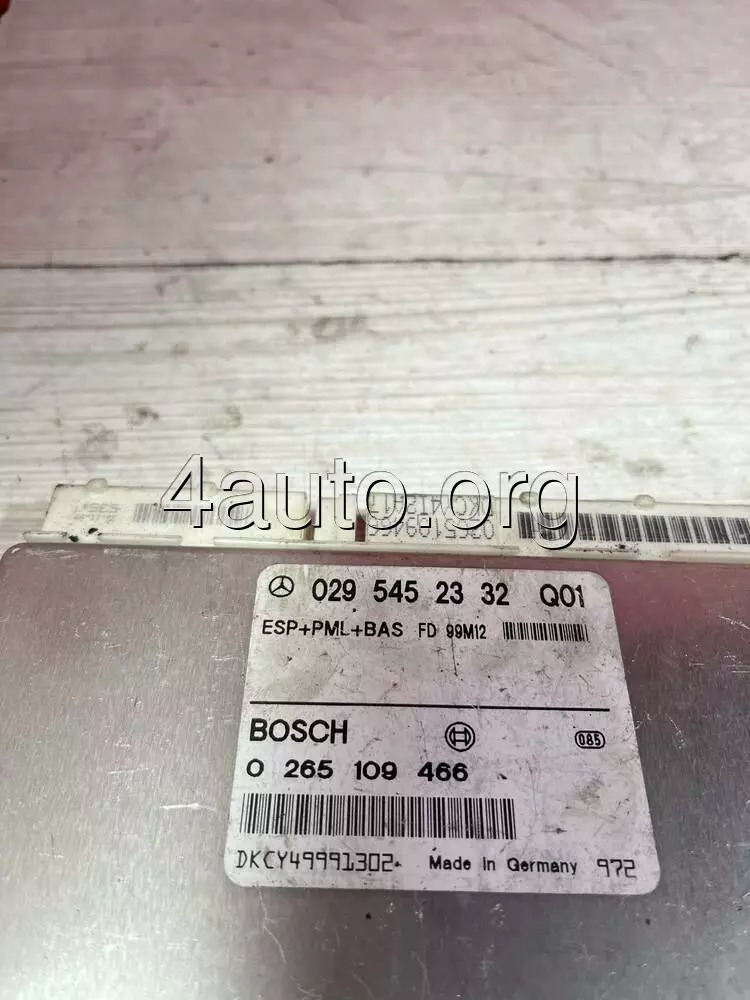 4auto.org
0265109466
029 545 23 32 Q01
ESP+PML+BAS FD 99M12
BOSCH
085
0 265 109 466
DKCY49991302+ Made in Germany 972